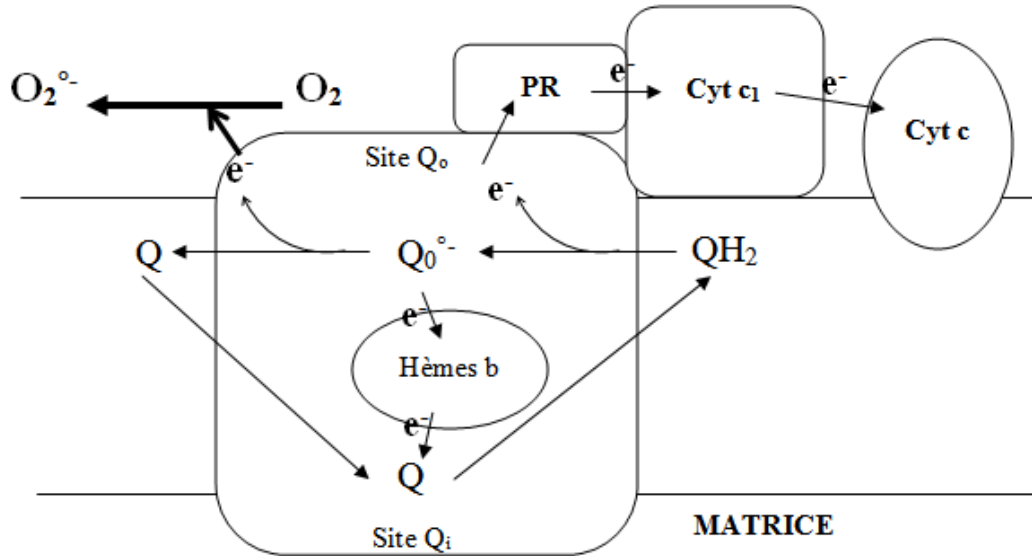 O₂°⁻
O₂
PR
e⁻
Cyt c₁
e⁻
Cyt c
e⁻
Site Qₒ
e⁻
Q
Q₀°⁻
QH₂
e⁻
Hèmes b
e⁻
Q
Site Qᵢ
MATRICE